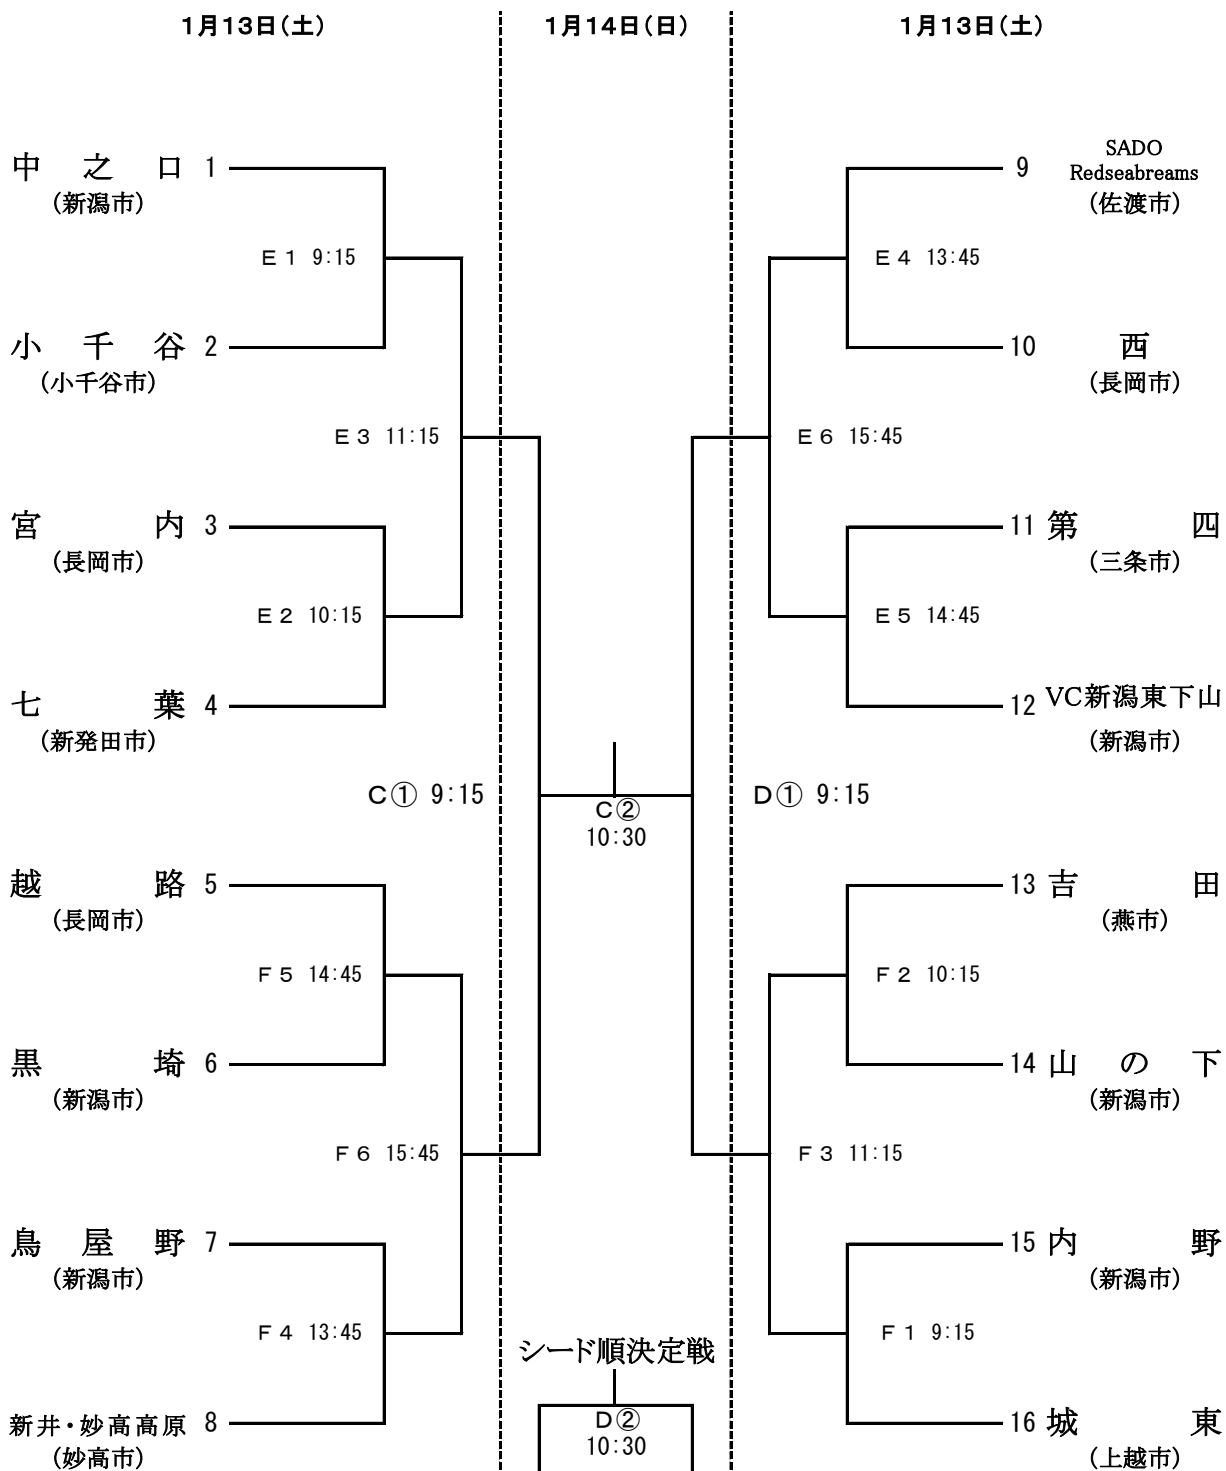 1月13日(土) 1月14日(日) 1月13日(土)
中之口 1
(新潟市)
E1 9:15
小千谷 2
(小千谷市)
E3 11:15
宮内 3
(長岡市)
E2 10:15
七葉 4
(新発田市)
C① 9:15
越路 5
(長岡市)
F5 14:45
黒埼 6
(新潟市)
F6 15:45
鳥屋野 7
(新潟市)
F4 13:45
新井・妙高高原 8
(妙高市)
C②
10:30
シード順決定戦
D②
10:30
9 SADO
Redseabreams
(佐渡市)
E4 13:45
10 西
(長岡市)
E6 15:45
11 第四
(三条市)
E5 14:45
12 VC新潟東下山
(新潟市)
D① 9:15
13 吉田
(燕市)
F2 10:15
14 山の下
(新潟市)
F3 11:15
15 内野
(新潟市)
F1 9:15
16 城東
(上越市)